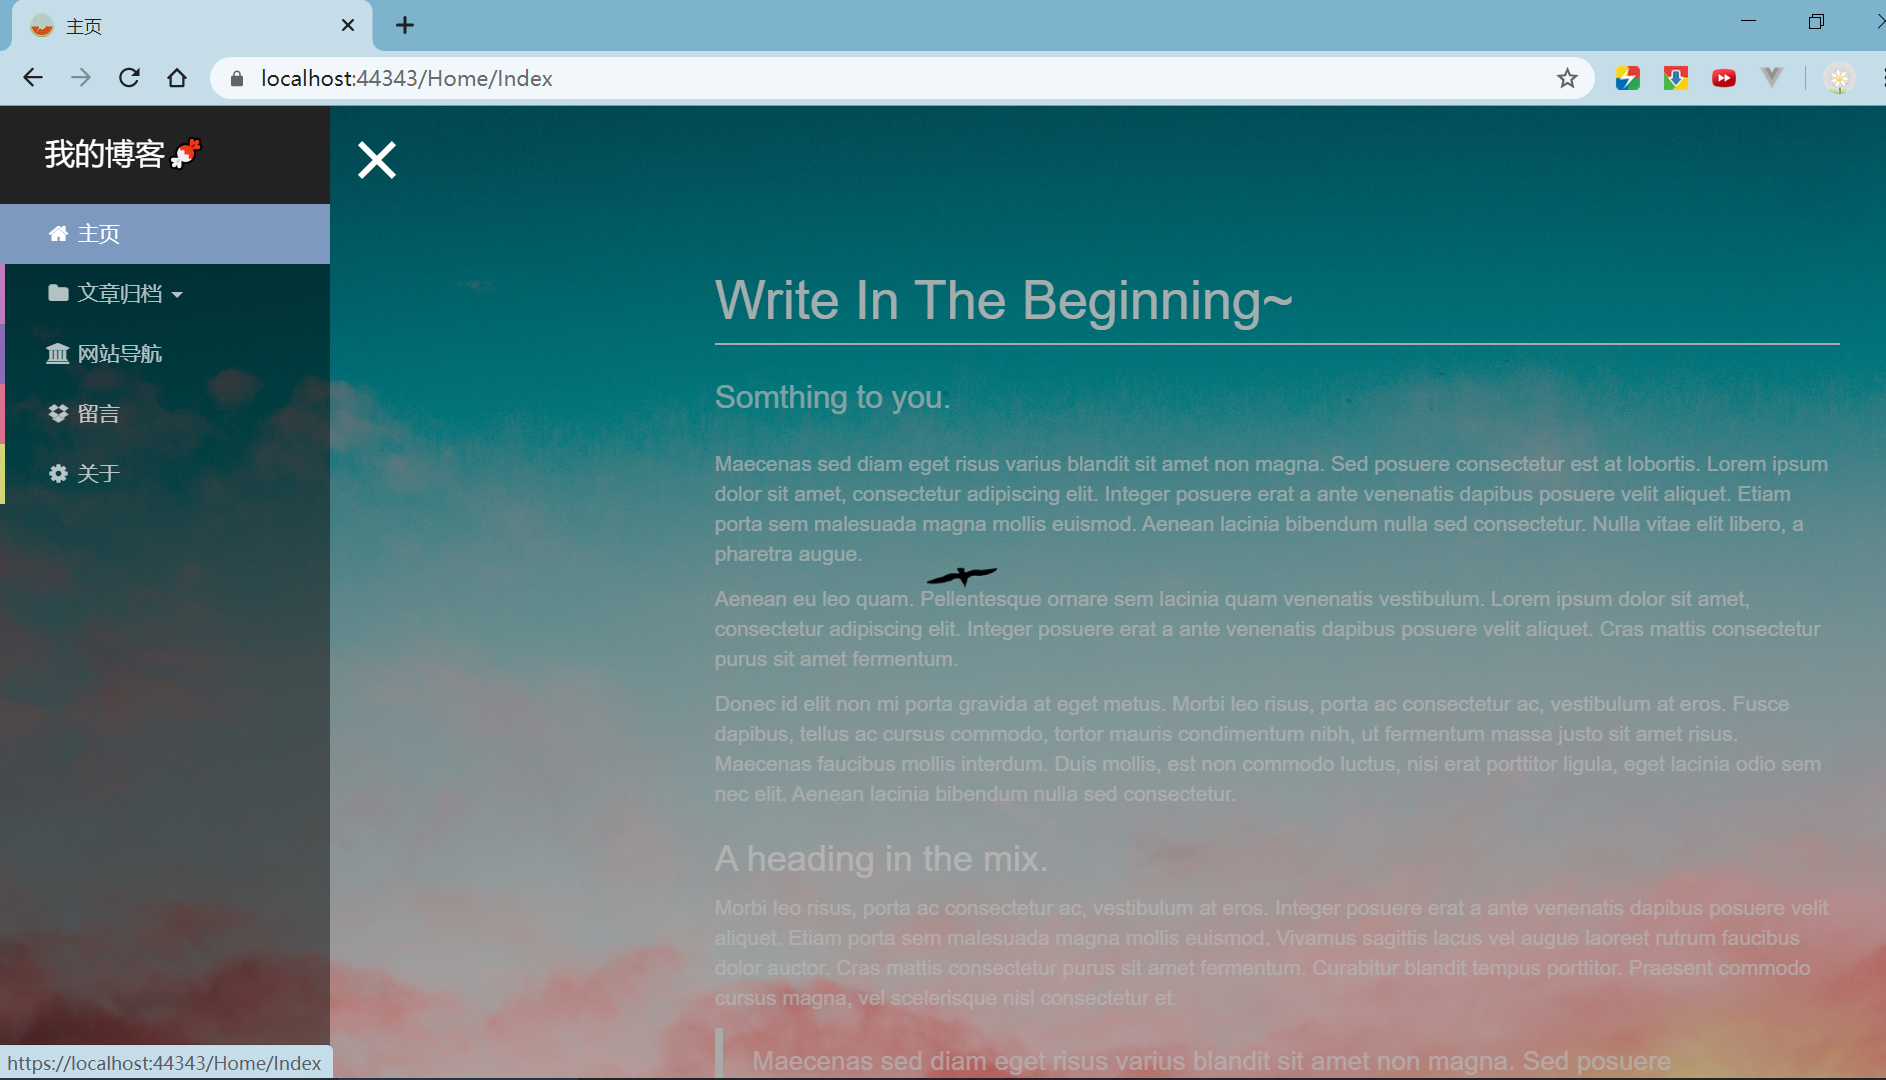 主页
localhost:44343/Home/Index
我的博客
主页
文章归档
网站导航
留言
关于
Write In The Beginning~
Somthing to you.
Maecenas sed diam eget risus varius blandit sit amet non magna. Sed posuere consectetur est at lobortis. Lorem ipsum
dolor sit amet, consectetur adipiscing elit. Integer posuere erat a ante venenatis dapibus posuere velit aliquet. Etiam
porta sem malesuada magna mollis euismod. Aenean lacinia bibendum nulla sed consectetur. Nulla vitae elit libero, a
pharetra augue.
Aenean eu leo quam. Pellentesque ornare sem lacinia quam venenatis vestibulum. Lorem ipsum dolor sit amet,
consectetur adipiscing elit. Integer posuere erat a ante venenatis dapibus posuere velit aliquet. Cras mattis consectetur
purus sit amet fermentum.
Donec id elit non mi porta gravida at eget metus. Morbi leo risus, porta ac consectetur ac, vestibulum at eros. Fusce
dapibus, tellus ac cursus commodo, tortor mauris condimentum nibh, ut fermentum massa justo sit amet risus.
Maecenas faucibus mollis interdum. Duis mollis, est non commodo luctus, nisi erat porttitor ligula, eget lacinia odio sem
nec elit. Aenean lacinia bibendum nulla sed consectetur.
A heading in the mix.
Morbi leo risus, porta ac consectetur ac, vestibulum at eros. Integer posuere erat a ante venenatis dapibus posuere velit
aliquet. Etiam porta sem malesuada magna mollis euismod. Vivamus sagittis lacus vel augue laoreet rutrum faucibus
dolor auctor. Cras mattis consectetur purus sit amet fermentum. Curabitur blandit tempus porttitor. Praesent commodo
cursus magna, vel scelerisque nisl consectetur et.
Maecenas sed diam eget risus varius blandit sit amet non magna. Sed posuere
https://localhost:44343/Home/Index